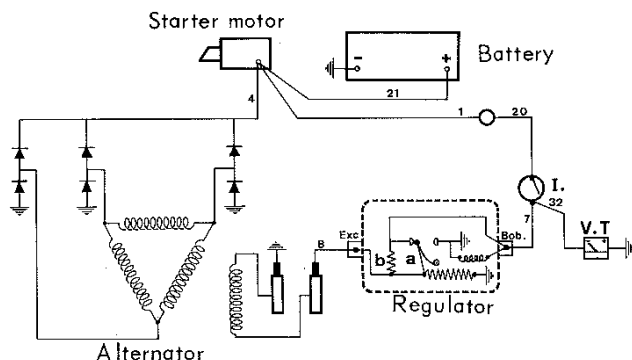 Starter motor
Battery
- +
4
21
1
20
I.
7
32
V.T
Exc
Bob.
8
b
a
Regulator
Alternator